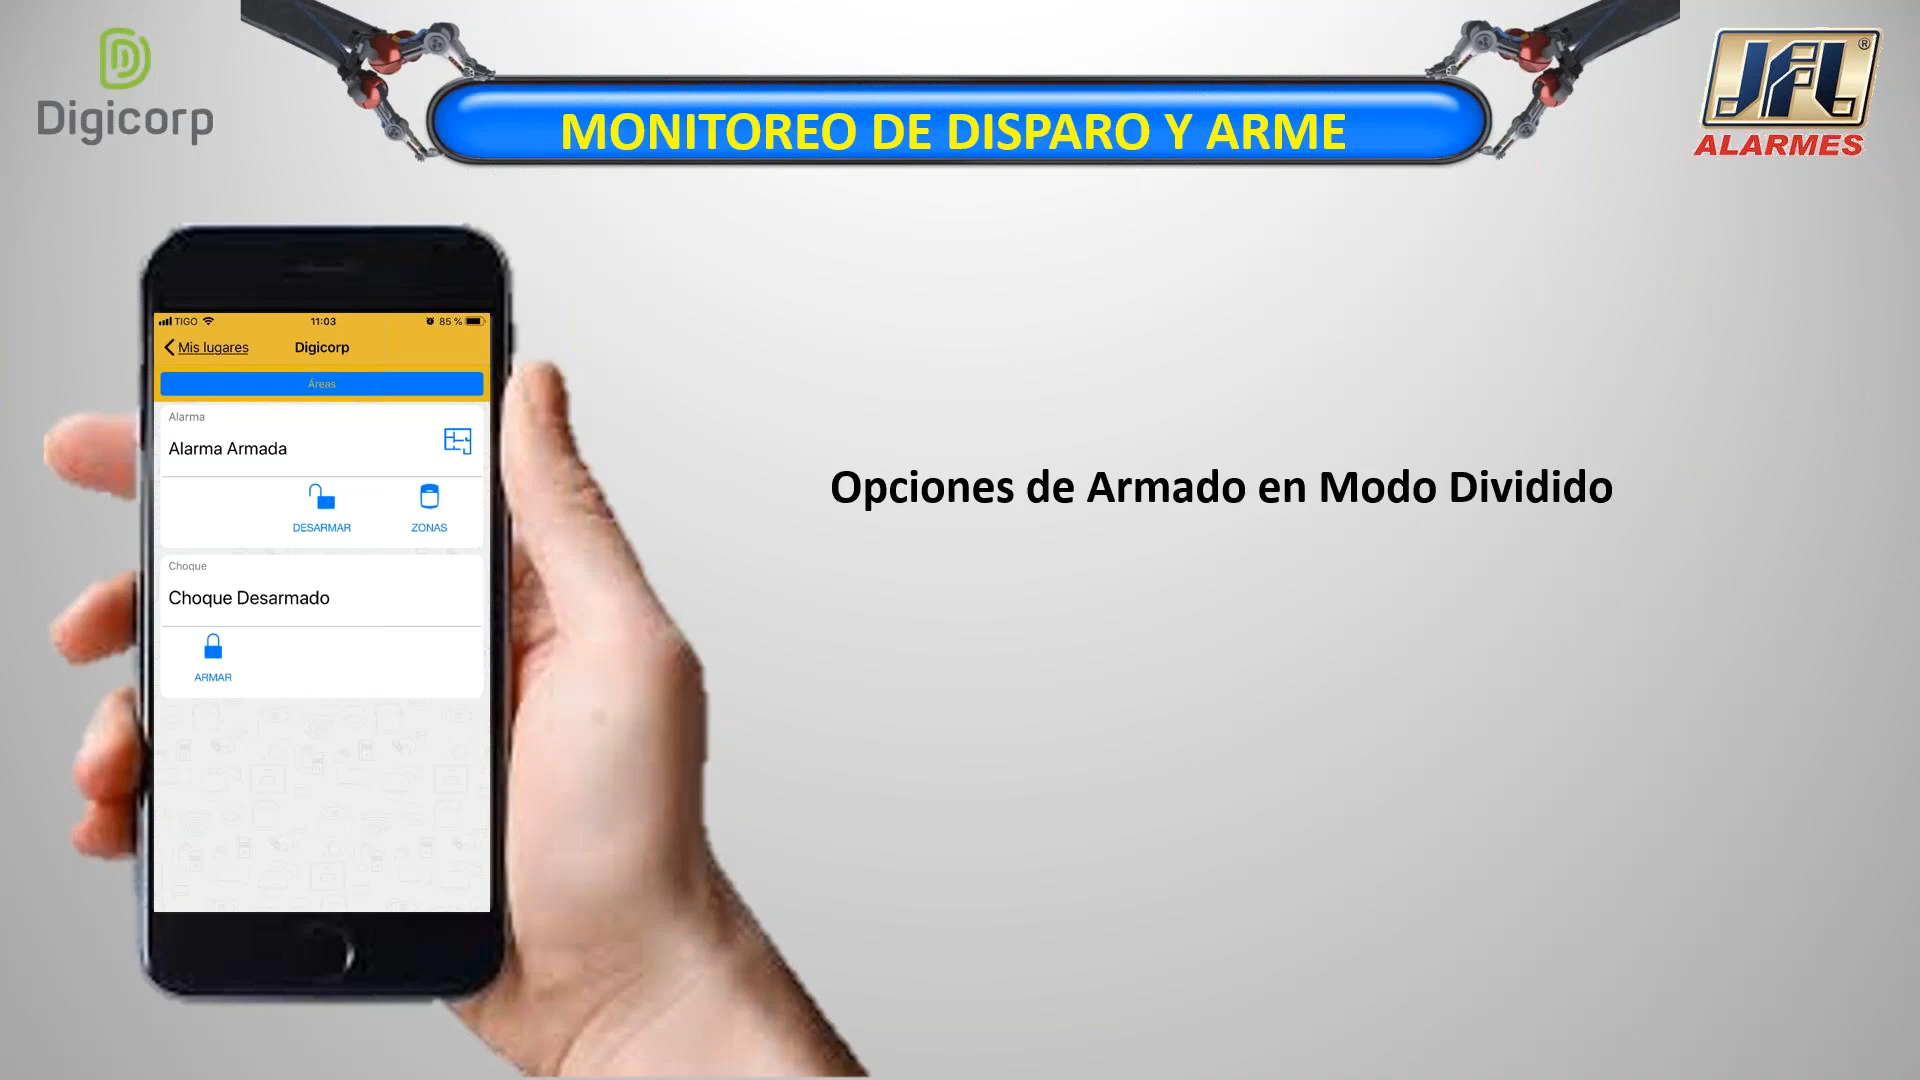 Digicorp
MONITOREO DE DISPARO Y ARME
JFL®
ALARMES
TIGO 11:03 85 %
Mis lugares Digicorp
Áreas
Alarma
Alarma Armada
DESARMAR ZONAS
Choque
Choque Desarmado
ARMAR
Opciones de Armado en Modo Dividido